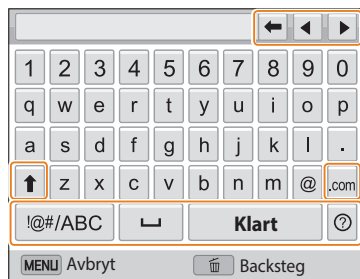 1 2 3 4 5 6 7 8 9 0
q w e r t y u i o p
a s d f g h j k l .
z x c v b n m @ .com
!@#/ABC Klart ?
MENU Avbryt Backsteg